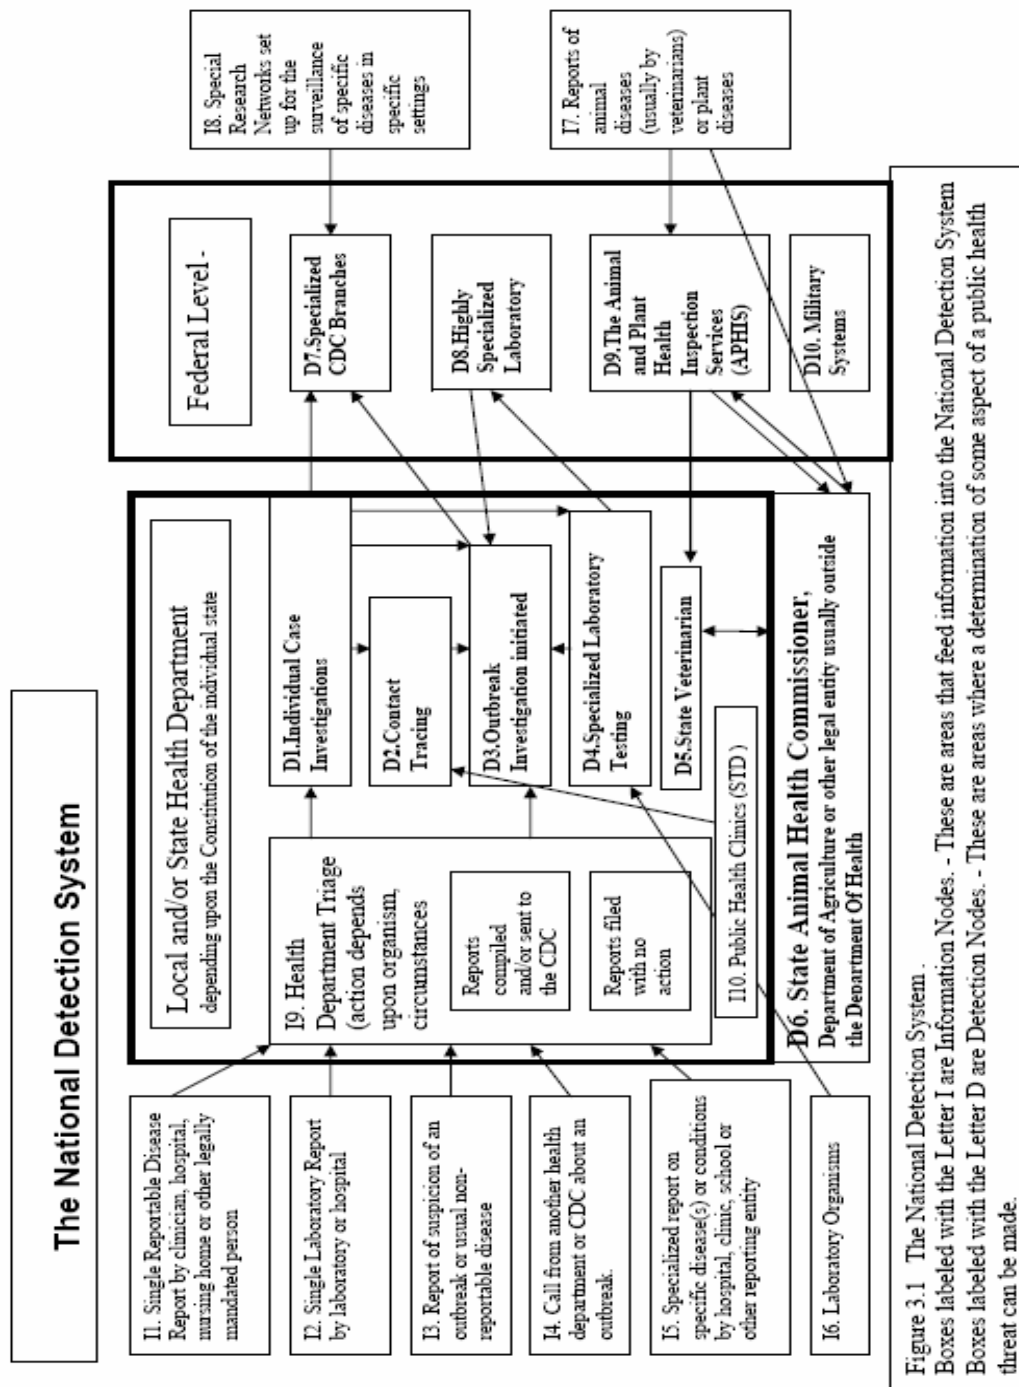 The National Detection System
I1. Single Reportable Disease
Report by clinician, hospital,
nursing home or other legally
mandated person
I2. Single Laboratory Report
by laboratory or hospital
I3. Report of suspicion of an
outbreak or usual non-
reportable disease
I4. Call from another health
department or CDC about an
outbreak.
I5. Specialized report on
specific disease(s) or conditions
by hospital, clinic, school or
other reporting entity
I6. Laboratory Organisms
Local and/or State Health Department
depending upon the Constitution of the individual state
I9. Health
Department Triage
(action depends
upon organism,
circumstances
Reports
compiled
and/or sent to
the CDC
Reports filed
with no
action
I10. Public Health Clinics (STD )
D1.Individual Case
Investigations
D2.Contact
Tracing
D3.Outbreak
Investigation initiated
D4.Specialized Laboratory
Testing
D5.State Veterinarian
D6. State Animal Health Commissioner,
Department of Agriculture or other legal entity usually outside
the Department Of Health
Federal Level -
D7.Specialized
CDC Branches
D8.Highly
Specialized
Laboratory
D9.The Animal
and Plant
Health
Inspection
Services
(APHIS)
D10. Military
Systems
I8. Special
Research
Networks set
up for the
surveillance
of specific
diseases in
specific
settings
I7. Reports of
animal
diseases
(usually by
veterinarians)
or plant
diseases
Figure 3.1 The National Detection System .
Boxes labeled with the Letter I are Information Nodes. - These are areas that feed information into the National Detection System
Boxes labeled with the Letter D are Detection Nodes. - These are areas where a determination of some aspect of a public health
threat can be made.